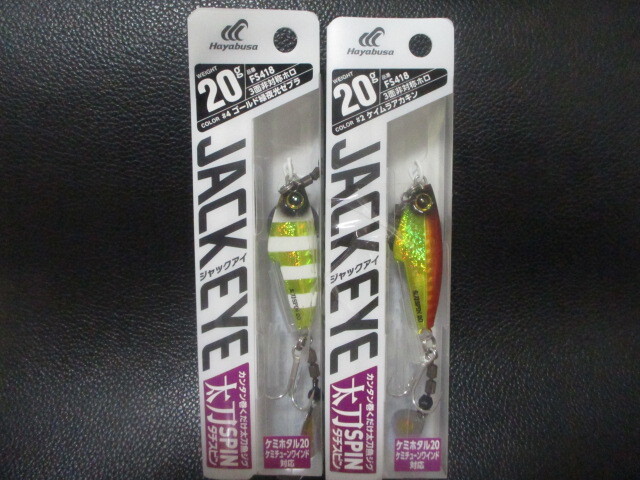 Hayabusa
WEIGHT 20g
品番 FS418
3面非対称ホロ
COLOR #4 ゴールド緑夜光ゼブラ
JACK EYE
ジャックアイ
カンタン巻くだけ太刀魚ジグ
太刀SPIN
タチスピン
ケミホタル20
ケミチューンワインド
対応
Hayabusa
WEIGHT 20g
品番 FS418
3面非対称ホロ
COLOR #2 ケイムラアカキン
JACK EYE
ジャックアイ
カンタン巻くだけ太刀魚ジグ
太刀SPIN
タチスピン
ケミホタル20
ケミチューンワインド
対応